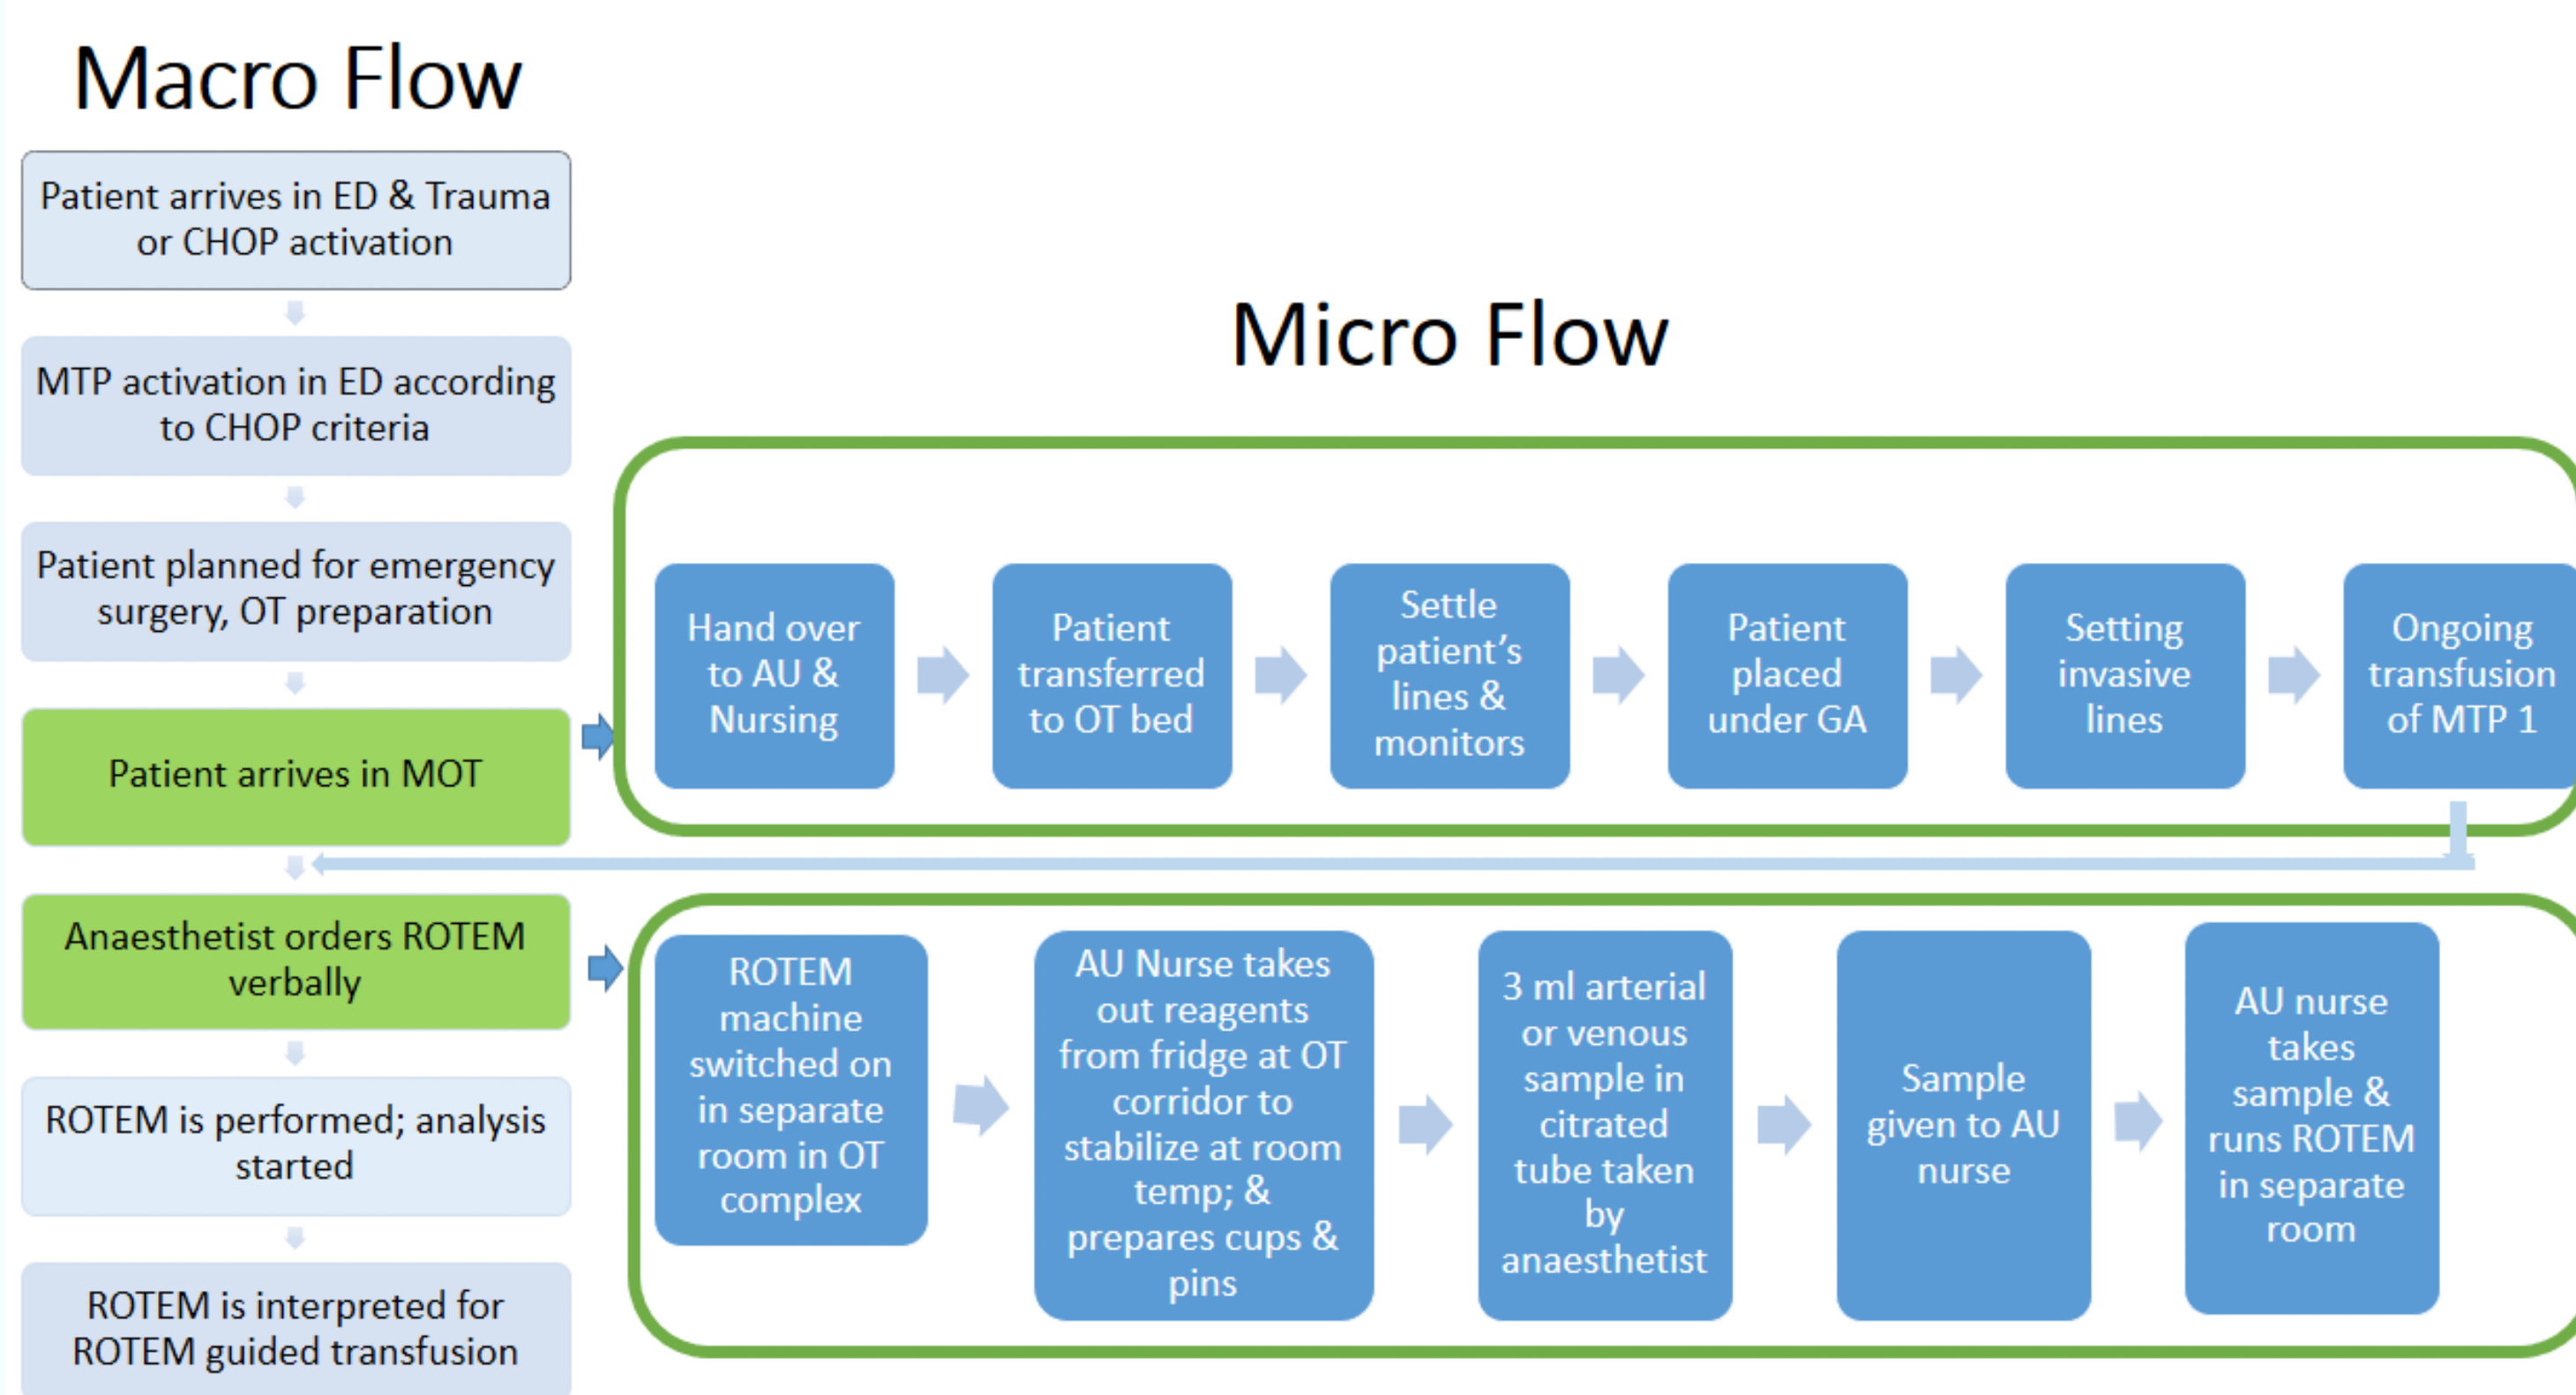 Macro Flow
Patient arrives in ED & Trauma
or CHOP activation
MTP activation in ED according
to CHOP criteria
Patient planned for emergency
surgery, OT preparation
Patient arrives in MOT
Anaesthetist orders ROTEM
verbally
ROTEM is performed; analysis
started
ROTEM is interpreted for
ROTEM guided transfusion
Micro Flow
Hand over
to AU &
Nursing
Patient
transferred
to OT bed
Settle
patient’s
lines &
monitors
Patient
placed
under GA
Setting
invasive
lines
Ongoing
transfusion
of MTP 1
ROTEM
machine
switched on
in separate
room in OT
complex
AU Nurse takes
out reagents
from fridge at OT
corridor to
stabilize at room
temp; &
prepares cups &
pins
3 ml arterial
or venous
sample in
citrated
tube taken
by
anaesthetist
Sample
given to AU
nurse
AU nurse
takes
sample &
runs ROTEM
in separate
room